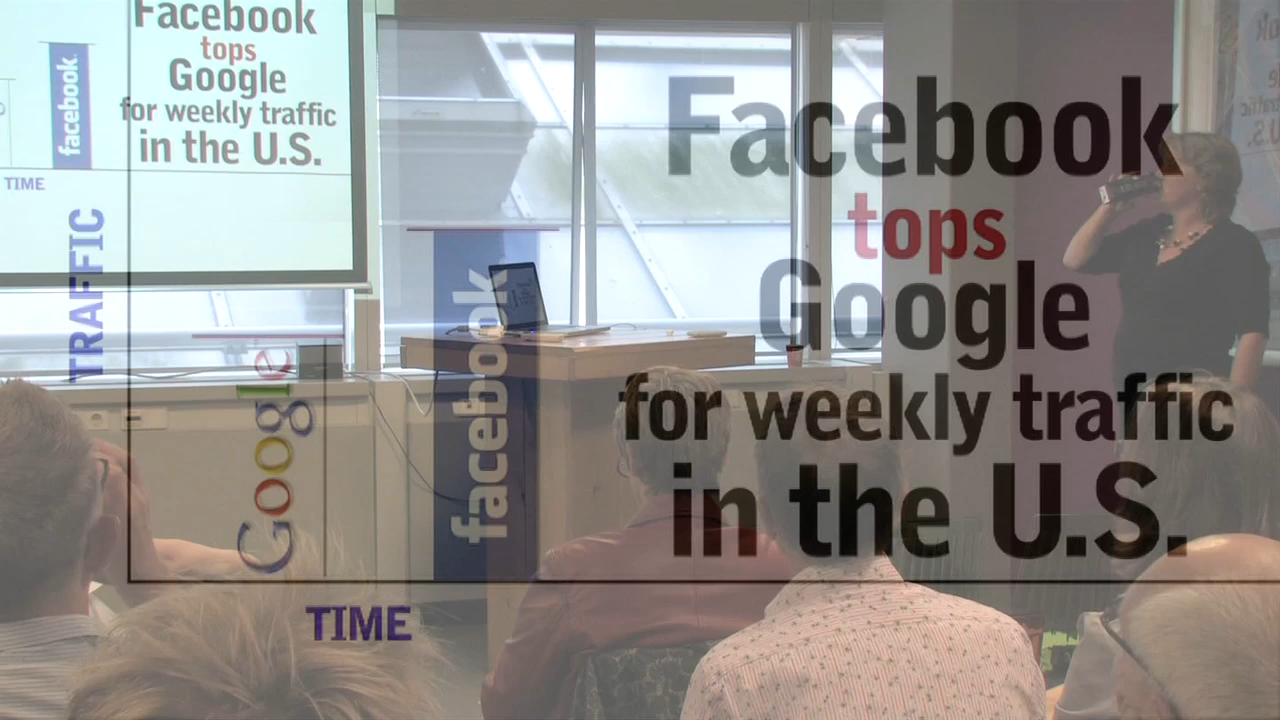 Facebook
tops
Google
for weekly traffic
in the U.S.
facebook
TIME
TRAFFIC
Google
facebook
TIME
Facebook
tops
Google
for weekly traffic
in the U.S.